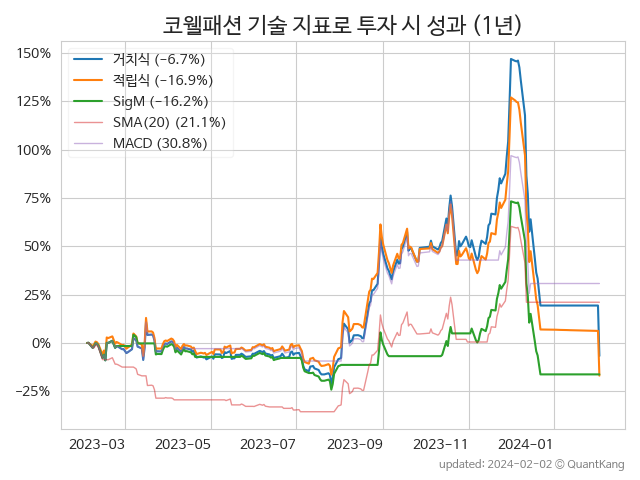 코웰패션 기술 지표로 투자 시 성과 (1년)
150%
125%
100%
75%
50%
25%
0%
−25%
거치식 (−6.7%)
적립식 (−16.9%)
SigM (−16.2%)
SMA(20) (21.1%)
MACD (30.8%)
2023−03
2023−05
2023−07
2023−09
2023−11
2024−01
updated: 2024−02−02 © QuantKang